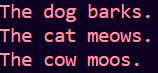 The dog barks.
The cat meows.
The cow moos.